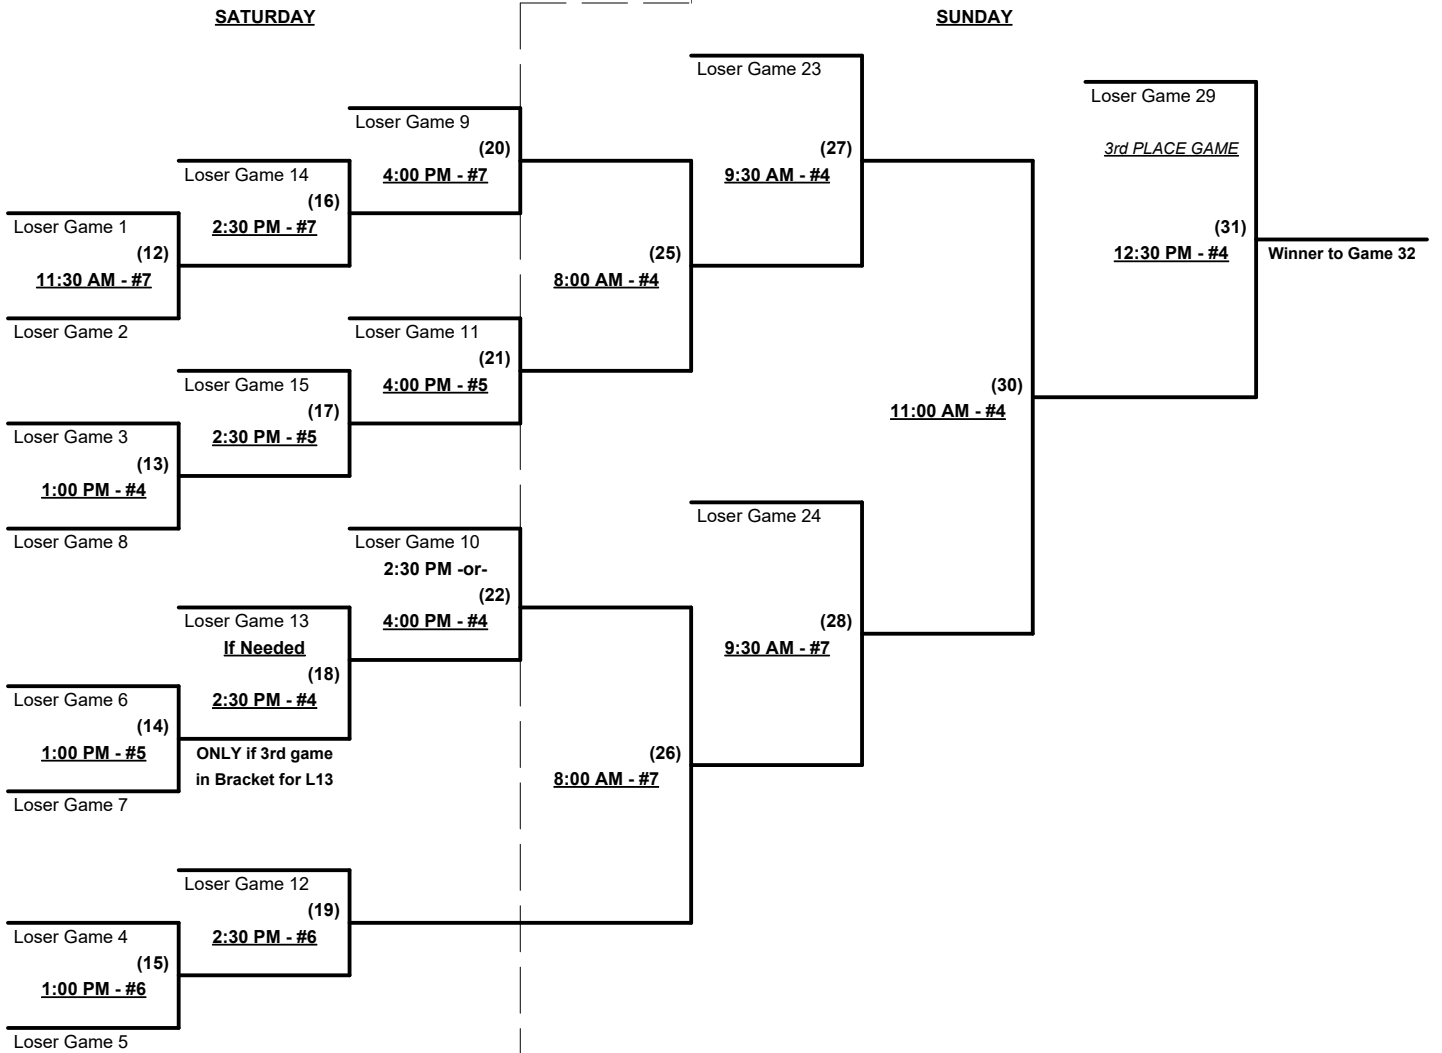 SATURDAY
SUNDAY
Loser Game 23
Loser Game 29
Loser Game 9
(20)
4:00 PM - #7
(27)
9:30 AM - #4
3rd PLACE GAME
Loser Game 14
(16)
2:30 PM - #7
Loser Game 1
(12)
11:30 AM - #7
(25)
8:00 AM - #4
(31)
12:30 PM - #4
Winner to Game 32
Loser Game 2
Loser Game 11
(21)
4:00 PM - #5
Loser Game 15
(17)
2:30 PM - #5
(30)
11:00 AM - #4
Loser Game 3
(13)
1:00 PM - #4
Loser Game 8
Loser Game 24
Loser Game 10
2:30 PM -or-
(22)
4:00 PM - #4
Loser Game 13
If Needed
(18)
2:30 PM - #4
(28)
9:30 AM - #7
Loser Game 6
(14)
1:00 PM - #5
ONLY if 3rd game
in Bracket for L13
(26)
8:00 AM - #7
Loser Game 7
Loser Game 12
(19)
2:30 PM - #6
Loser Game 4
(15)
1:00 PM - #6
Loser Game 5